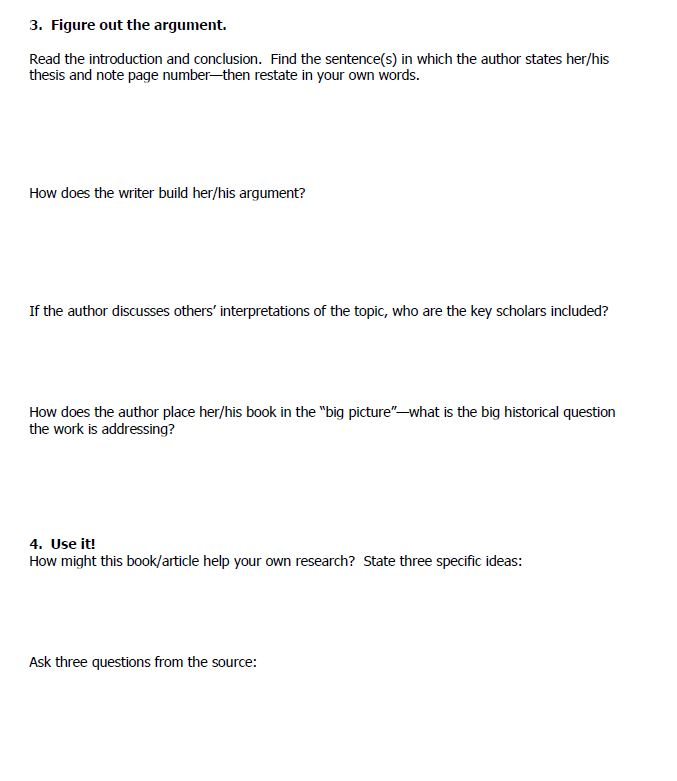 3.  Figure out the argument.
Read the introduction and conclusion.  Find the sentence(s) in which the author states her/his
thesis and note page number—then restate in your own words.
How does the writer build her/his argument?
If the author discusses others’ interpretations of the topic, who are the key scholars included?
How does the author place her/his book in the “big picture”—what is the big historical question
the work is addressing?
4.  Use it!
How might this book/article help your own research?  State three specific ideas:
Ask three questions from the source: